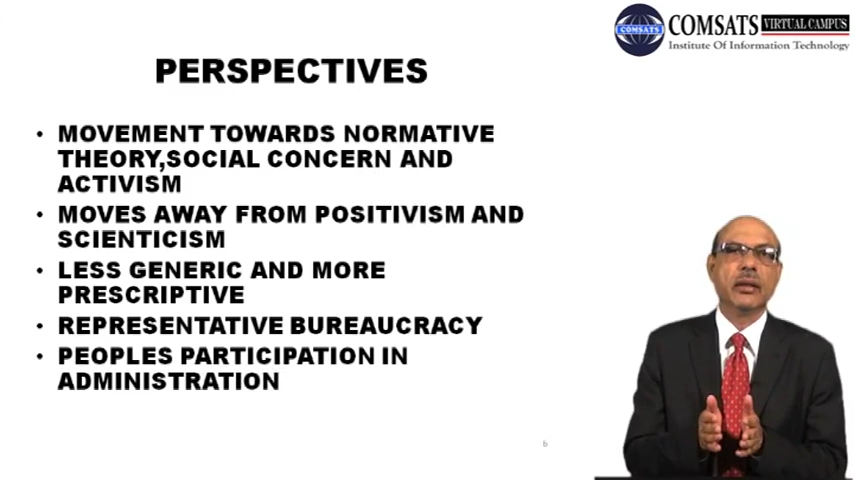 COMSATS
COMSATS VIRTUAL CAMPUS
Institute Of Information Technology
PERSPECTIVES
• MOVEMENT TOWARDS NORMATIVE
THEORY,SOCIAL CONCERN AND
ACTIVISM
• MOVES AWAY FROM POSITIVISM AND
SCIENTICISM
• LESS GENERIC AND MORE
PRESCRIPTIVE
• REPRESENTATIVE BUREAUCRACY
• PEOPLES PARTICIPATION IN
ADMINISTRATION
6